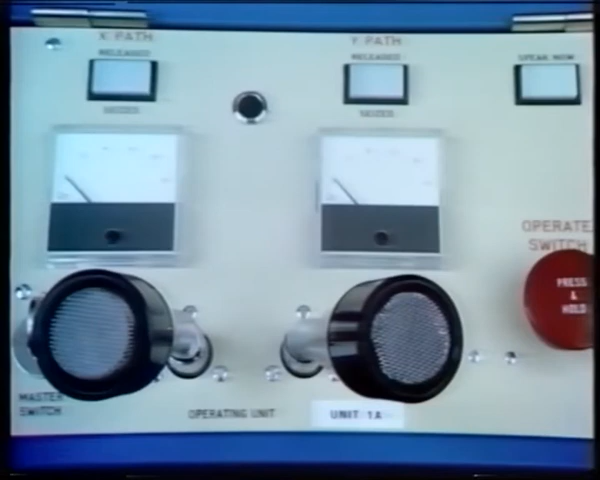 X PATH
RELEASED
SEIZED
Y PATH
RELEASED
SEIZED
SPEAK NOW
OPERATE
SWITCH
PRESS
&
HOLD
MASTER
SWITCH
OPERATING UNIT
UNIT 1A